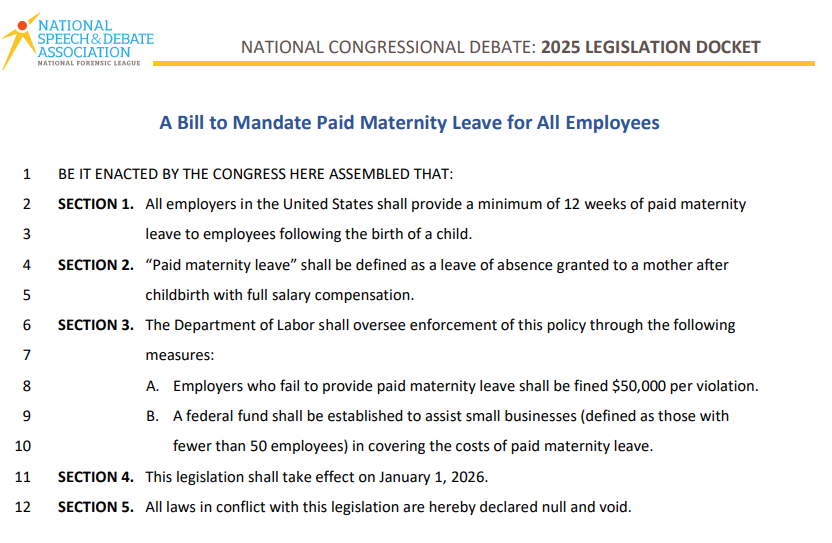 NATIONAL
SPEECH & DEBATE
ASSOCIATION
NATIONAL FORENSIC LEAGUE
NATIONAL CONGRESSIONAL DEBATE: 2025 LEGISLATION DOCKET
A Bill to Mandate Paid Maternity Leave for All Employees
1 BE IT ENACTED BY THE CONGRESS HERE ASSEMBLED THAT:
2 SECTION 1. All employers in the United States shall provide a minimum of 12 weeks of paid maternity
3 leave to employees following the birth of a child.
4 SECTION 2. “Paid maternity leave” shall be defined as a leave of absence granted to a mother after
5 childbirth with full salary compensation.
6 SECTION 3. The Department of Labor shall oversee enforcement of this policy through the following
7 measures:
8 A. Employers who fail to provide paid maternity leave shall be fined $50,000 per violation.
9 B. A federal fund shall be established to assist small businesses (defined as those with
10 fewer than 50 employees) in covering the costs of paid maternity leave.
11 SECTION 4. This legislation shall take effect on January 1, 2026.
12 SECTION 5. All laws in conflict with this legislation are hereby declared null and void.